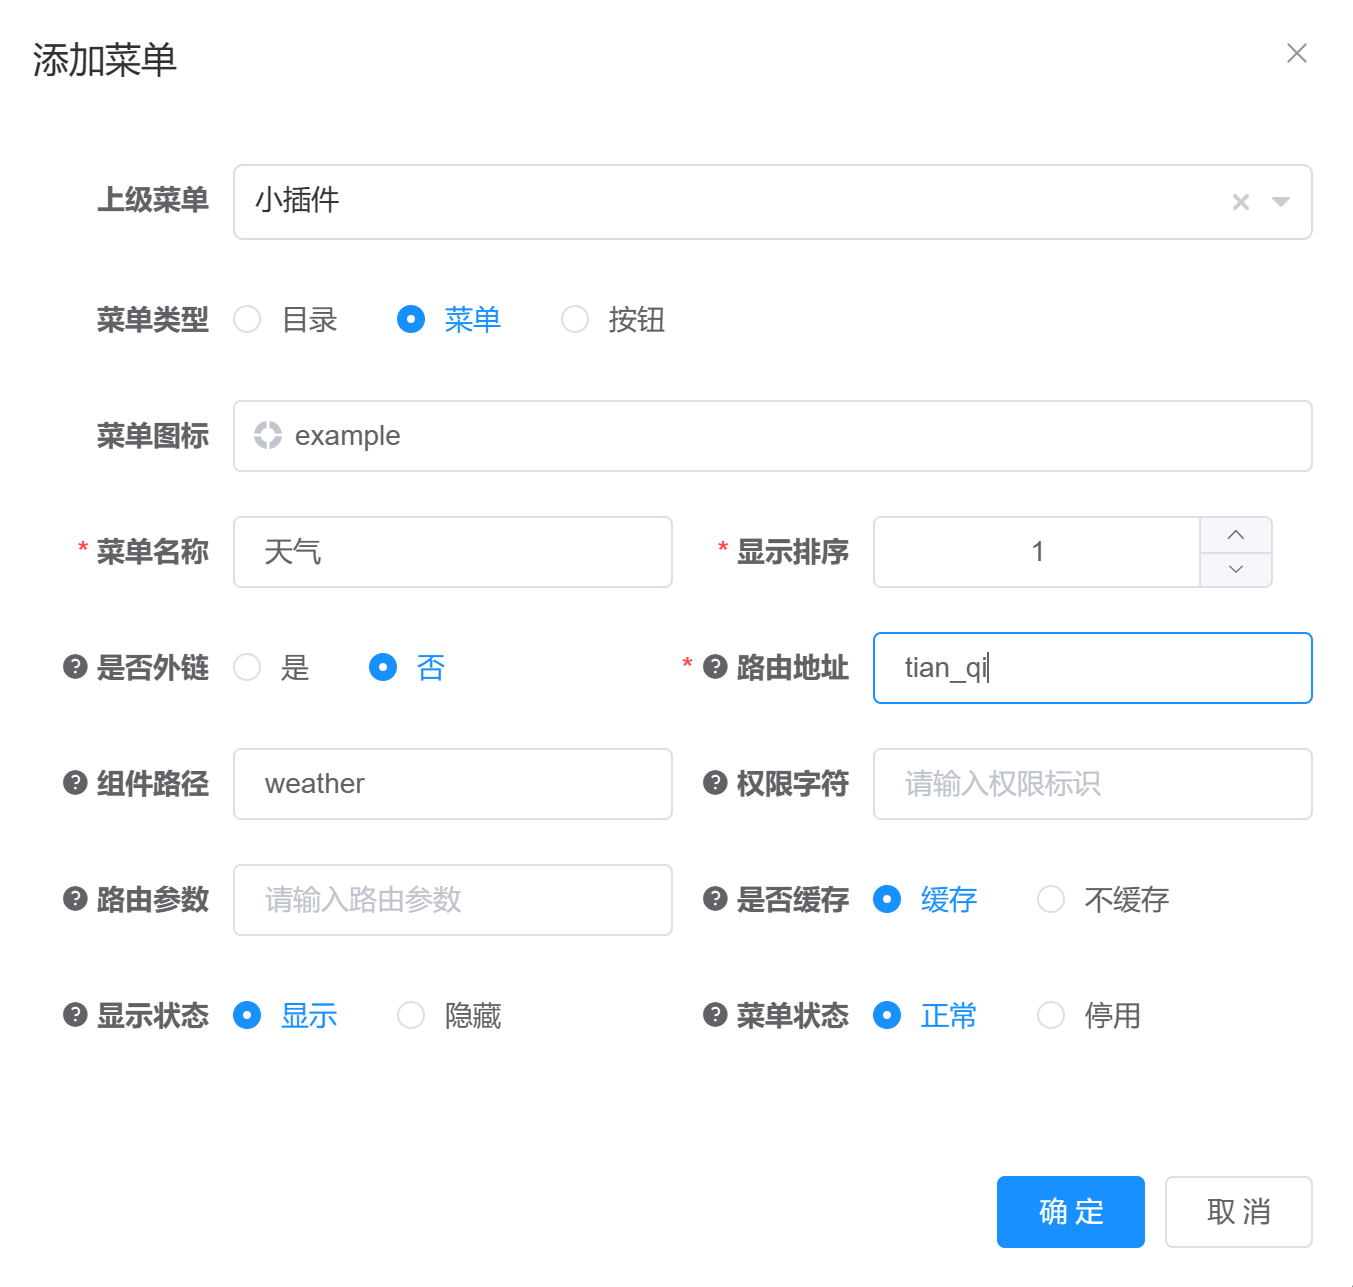 添加菜单
上级菜单 小插件
菜单类型 目录 菜单 按钮
菜单图标 example
* 菜单名称 天气 * 显示排序 1
是否外链 是 否 * 路由地址 tian_qi
组件路径 weather 权限字符 请输入权限标识
路由参数 请输入路由参数 是否缓存 缓存 不缓存
显示状态 显示 隐藏 菜单状态 正常 停用
确 定 取 消